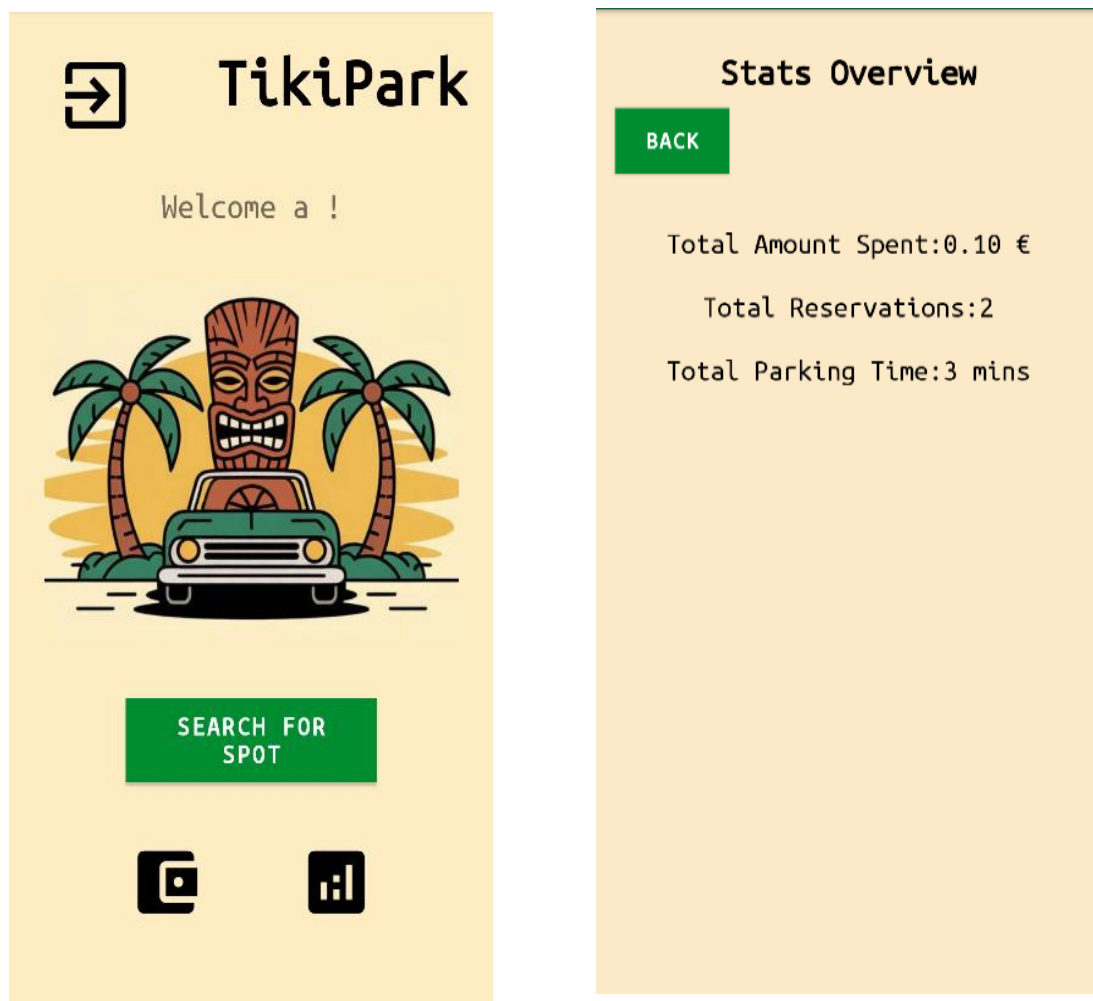 TikiPark
Welcome a !
SEARCH FOR
SPOT
Stats Overview
BACK
Total Amount Spent:0.10 €
Total Reservations:2
Total Parking Time:3 mins